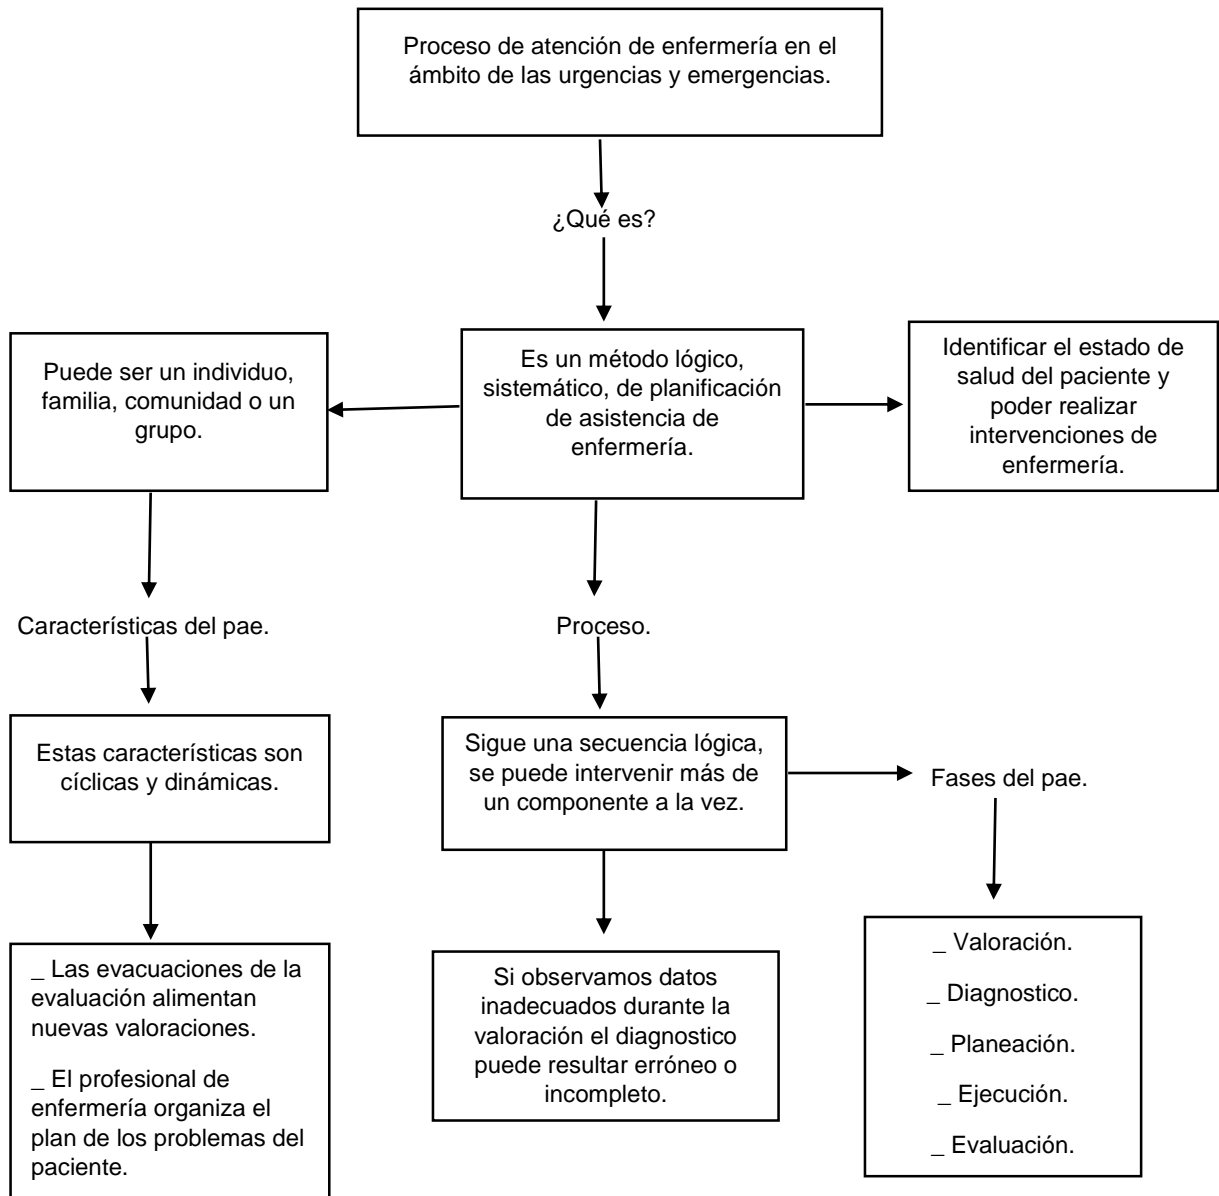 Proceso de atención de enfermería en el
ámbito de las urgencias y emergencias.
¿Qué es?
Puede ser un individuo,
familia, comunidad o un
grupo.
Es un método lógico,
sistemático, de planificación
de asistencia de
enfermería.
Identificar el estado de
salud del paciente y
poder realizar
intervenciones de
enfermería.
Características del pae.
Proceso.
Estas características son
cíclicas y dinámicas.
Sigue una secuencia lógica,
se puede intervenir más de
un componente a la vez.
Fases del pae.
_ Las evacuaciones de la
evaluación alimentan
nuevas valoraciones.
_ El profesional de
enfermería organiza el
plan de los problemas del
paciente.
Si observamos datos
inadecuados durante la
valoración el diagnostico
puede resultar erróneo o
incompleto.
_ Valoración.
_ Diagnostico.
_ Planeación.
_ Ejecución.
_ Evaluación.